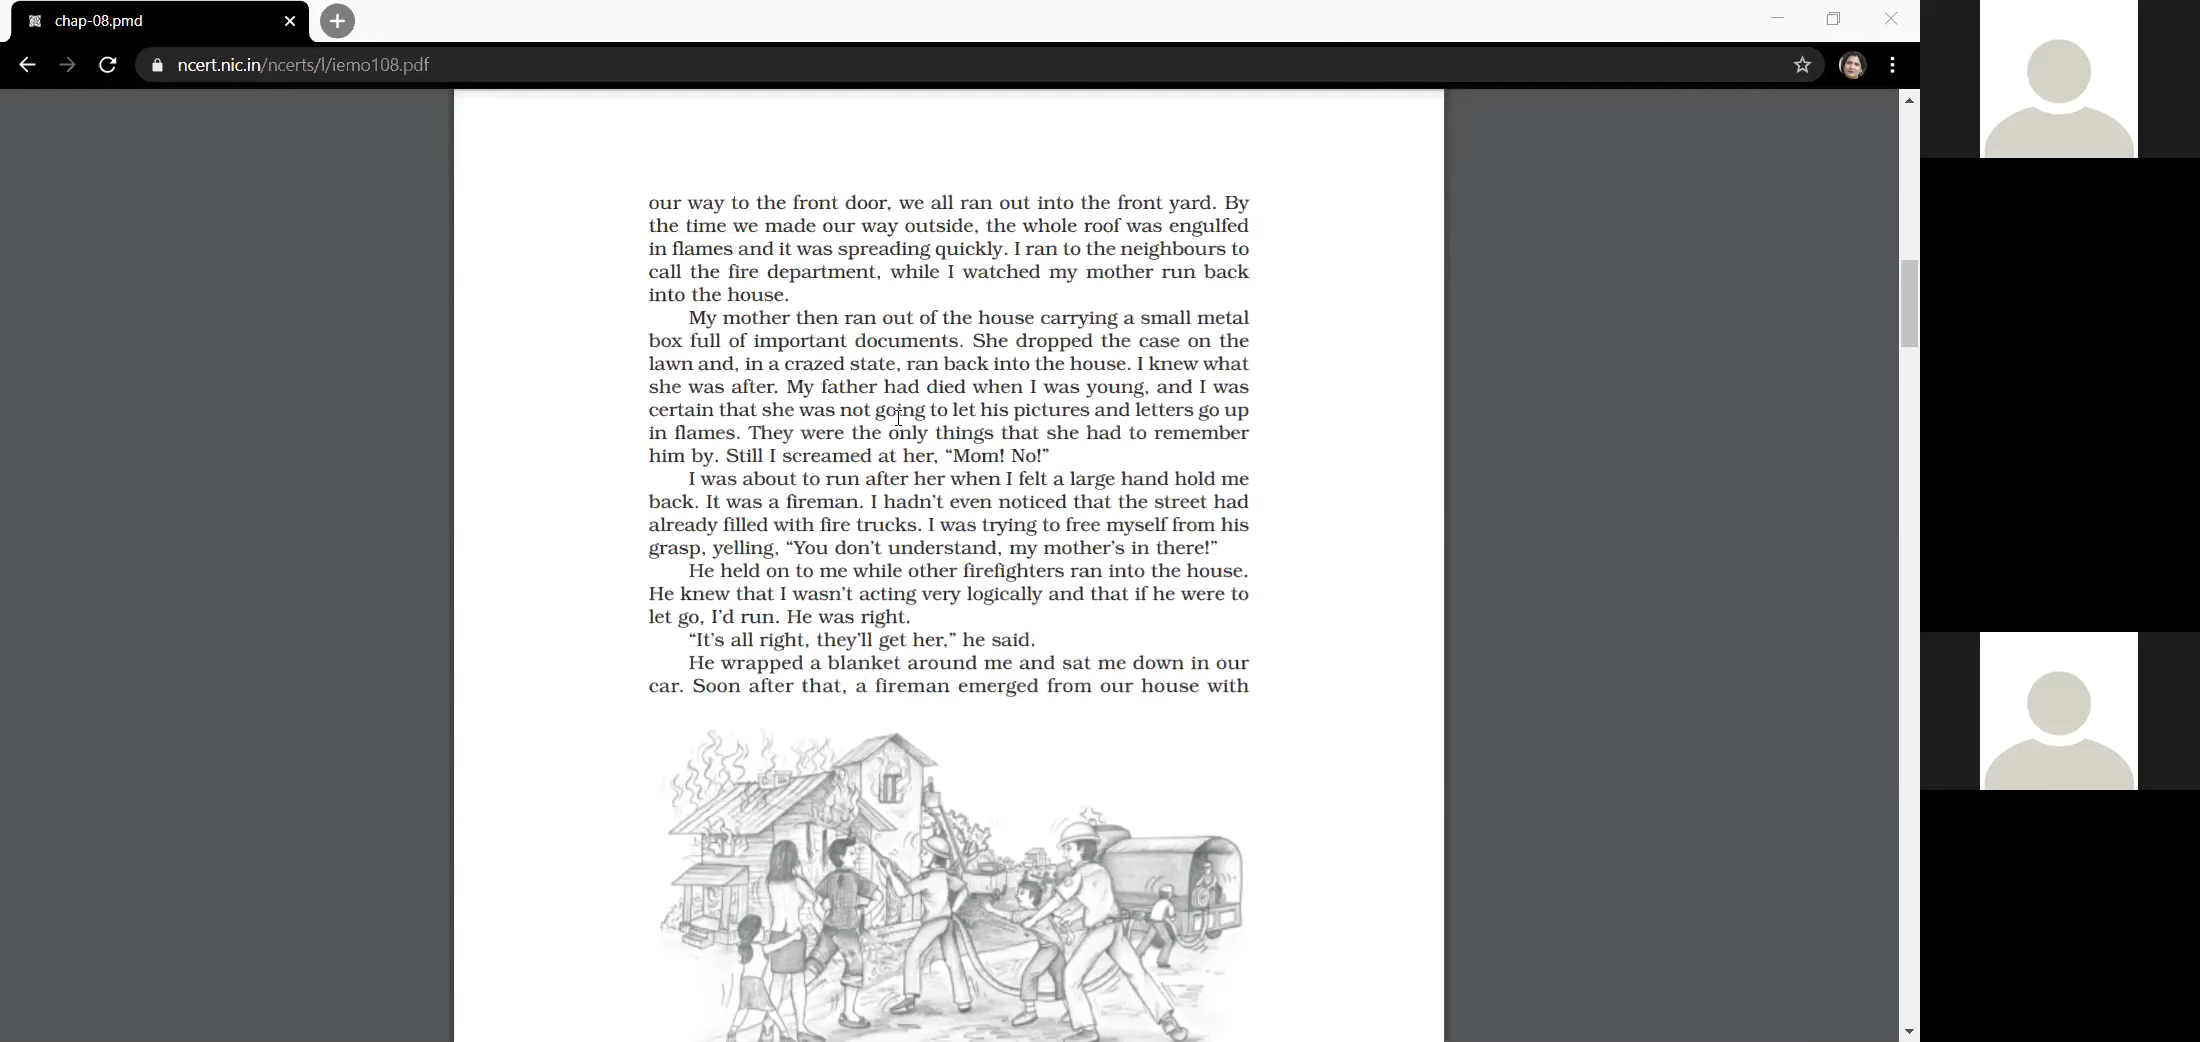 chap-08.pmd
ncert.nic.in/ncerts/l/iemo108.pdf
our way to the front door, we all ran out into the front yard. By
the time we made our way outside, the whole roof was engulfed
in flames and it was spreading quickly. I ran to the neighbours to
call the fire department, while I watched my mother run back
into the house.
My mother then ran out of the house carrying a small metal
box full of important documents. She dropped the case on the
lawn and, in a crazed state, ran back into the house. I knew what
she was after. My father had died when I was young, and I was
certain that she was not going to let his pictures and letters go up
in flames. They were the only things that she had to remember
him by. Still I screamed at her, “Mom! No!”
I was about to run after her when I felt a large hand hold me
back. It was a fireman. I hadn’t even noticed that the street had
already filled with fire trucks. I was trying to free myself from his
grasp, yelling, “You don’t understand, my mother’s in there!”
He held on to me while other firefighters ran into the house.
He knew that I wasn’t acting very logically and that if he were to
let go, I’d run. He was right.
“It’s all right, they’ll get her,” he said.
He wrapped a blanket around me and sat me down in our
car. Soon after that, a fireman emerged from our house with